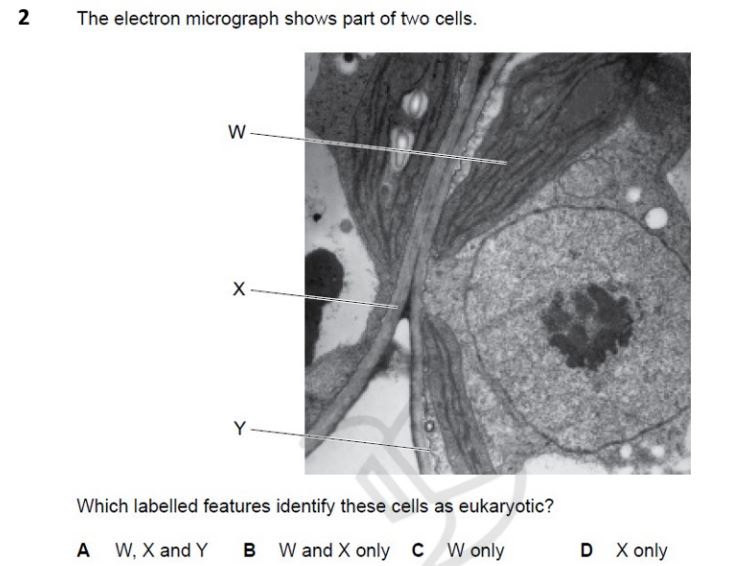 2 The electron micrograph shows part of two cells.
W
X
Y
Which labelled features identify these cells as eukaryotic?
A W, X and Y B W and X only C W only D X only